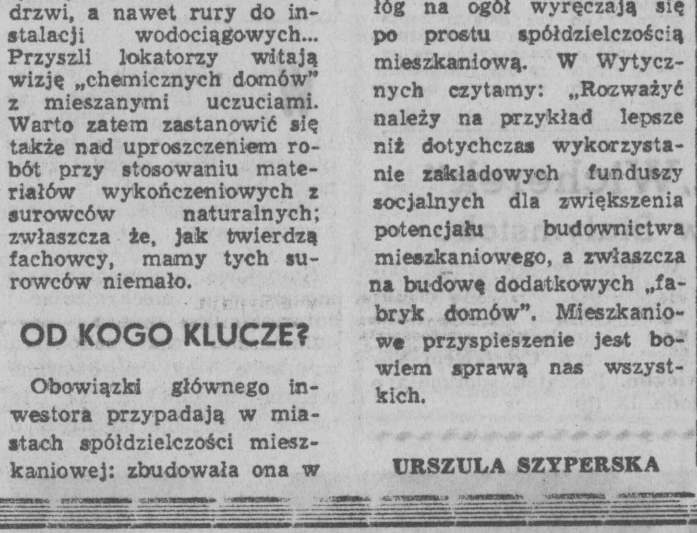 drzwi, a nawet rury do in-
stalacji wodociągowych...
Przyszli lokatorzy witają
wizję „chemicznych domów”
z mieszanymi uczuciami.
Warto zatem zastanowić się
także nad uproszczeniem ro-
bót przy stosowaniu mate-
riałów wykończeniowych z
surowców naturalnych;
zwłaszcza że, jak twierdzą
fachowcy, mamy tych su-
rowców niemało.
OD KOGO KLUCZE?
Obowiązki głównego in-
westora przypadają w mia-
stach spółdzielczości miesz-
kaniowej: zbudowała ona w
łóg na ogół wyręczają się
po prostu spółdzielczością
mieszkaniową. W Wytycz-
nych czytamy: „Rozważyć
należy na przykład lepsze
niż dotychczas wykorzysta-
nie zakładowych funduszy
socjalnych dla zwiększenia
potencjału budownictwa
mieszkaniowego, a zwłaszcza
na budowę dodatkowych „fa-
bryk domów”. Mieszkanio-
we przyspieszenie jest bo-
wiem sprawą nas wszyst-
kich.
URSZULA SZYPERSKA